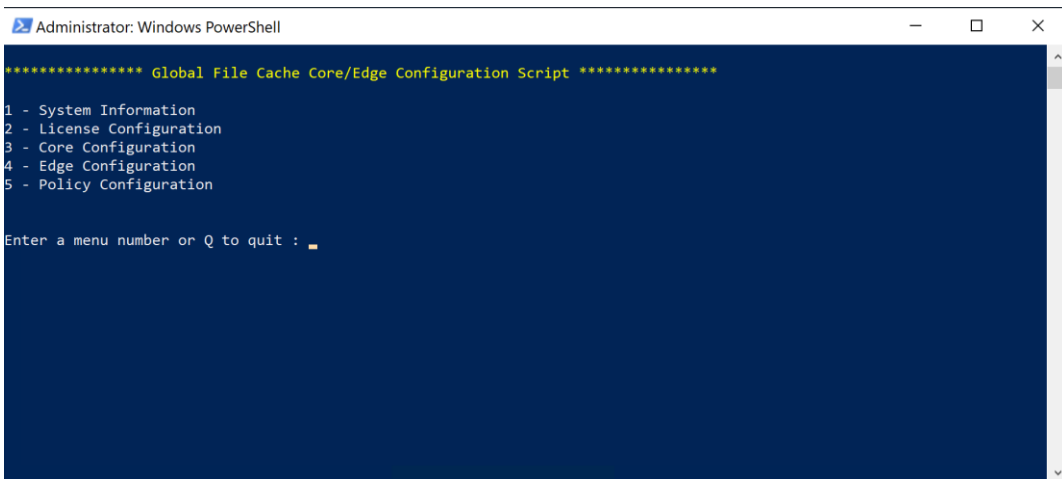 Administrator: Windows PowerShell
**************** Global File Cache Core/Edge Configuration Script ****************
1 - System Information
2 - License Configuration
3 - Core Configuration
4 - Edge Configuration
5 - Policy Configuration
Enter a menu number or Q to quit :